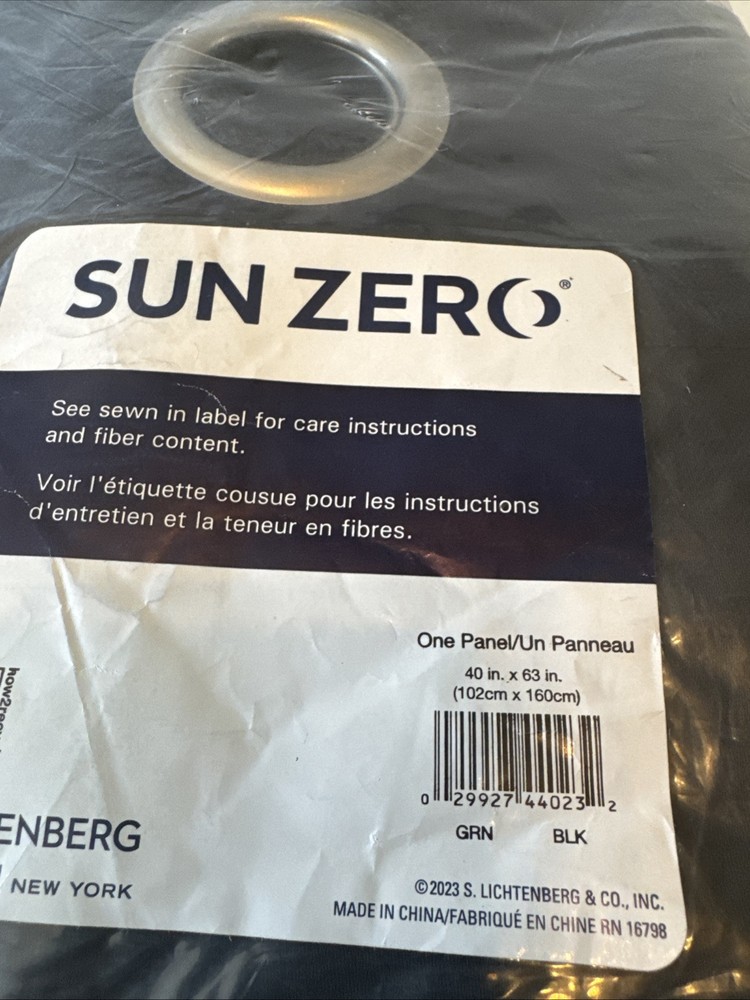 SUN ZERO®
See sewn in label for care instructions
and fiber content.
Voir l'étiquette cousue pour les instructions
d'entretien et la teneur en fibres.
One Panel/Un Panneau
40 in. x 63 in.
(102cm x 160cm)
0 29927 44023 2
GRN BLK
ENBERG
NEW YORK
©2023 S. LICHTENBERG & CO., INC.
MADE IN CHINA/FABRIQUÉ EN CHINE RN 16798